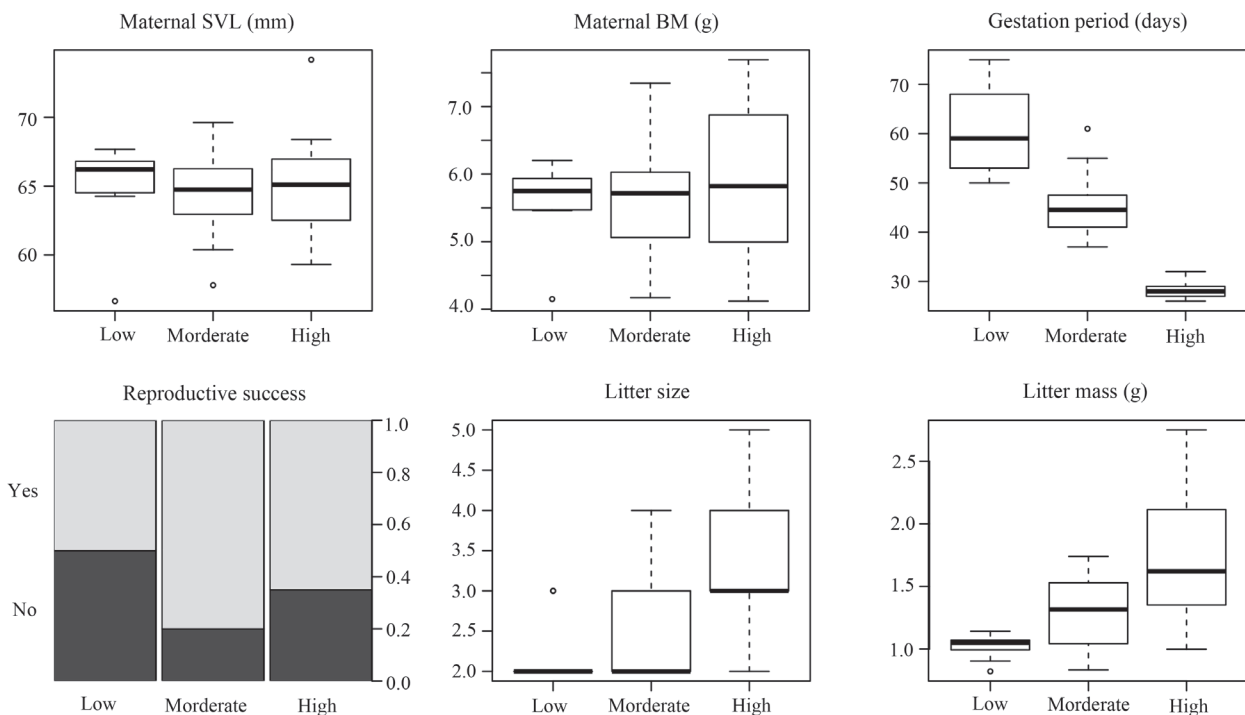 Maternal SVL (mm)
70
65
60
Low
Morderate
High
Maternal BM (g)
7.0
6.0
5.0
4.0
Low
Morderate
High
Gestation period (days)
70
60
50
40
30
Low
Morderate
High
Reproductive success
Yes
No
1.0
0.8
0.6
0.4
0.2
0.0
Low
Morderate
High
Litter size
5.0
4.5
4.0
3.5
3.0
2.5
2.0
Low
Morderate
High
Litter mass (g)
2.5
2.0
1.5
1.0
Low
Morderate
High